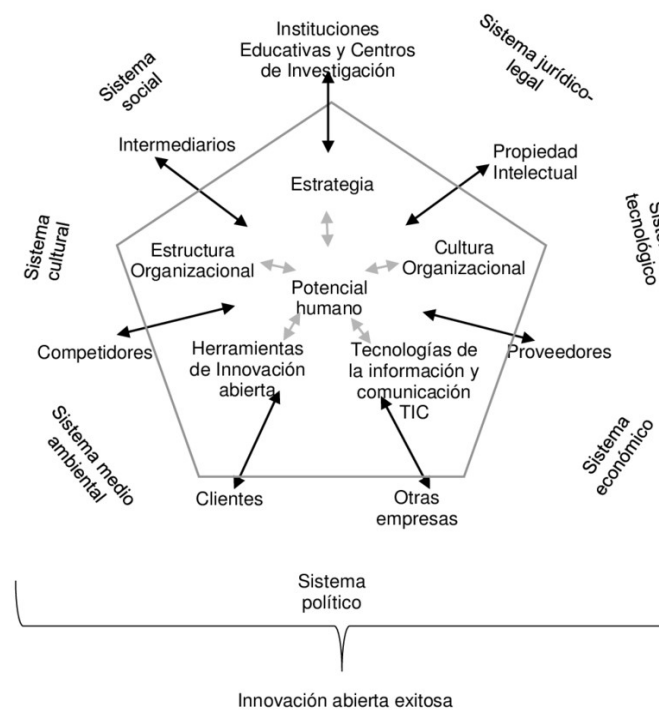 Instituciones
Educativas y Centros
de Investigación
Sistema
social
Sistema jurídico-
legal
Intermediarios
Propiedad
Intelectual
Estrategia
Sistema
cultural
Estructura
Organizacional
Cultura
Organizacional
tecnológico
Potencial
humano
Competidores
Herramientas
de Innovación
abierta
Tecnologías de
la información y
comunicación
TIC
Proveedores
Sistema medio
ambiental
Sistema
económico
Clientes
Otras
empresas
Sistema
político
Innovación abierta exitosa